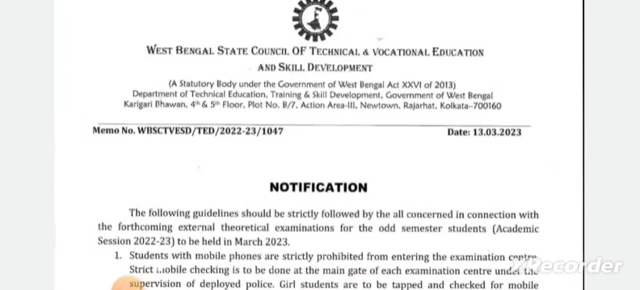 WEST BENGAL STATE COUNCIL OF TECHNICAL & VOCATIONAL EDUCATION
AND SKILL DEVELOPMENT
(A Statutory Body under the Government of West Bengal Act XXVI of 2013)
Department of Technical Education, Training & Skill Development, Government of West Bengal
Karigari Bhawan, 4th & 5th Floor, Plot No. B/7, Action Area-III, Newtown, Rajarhat, Kolkata–700160
Memo No. WBSCTVESD/TED/2022-23/1047 Date: 13.03.2023
NOTIFICATION
The following guidelines should be strictly followed by the all concerned in connection with
the forthcoming external theoretical examinations for the odd semester students (Academic
Session 2022-23) to be held in March 2023.
1. Students with mobile phones are strictly prohibited from entering the examination centre.
Strict mobile checking is to be done at the main gate of each examination centre under the
supervision of deployed police. Girl students are to be tapped and checked for mobile
XRecorder